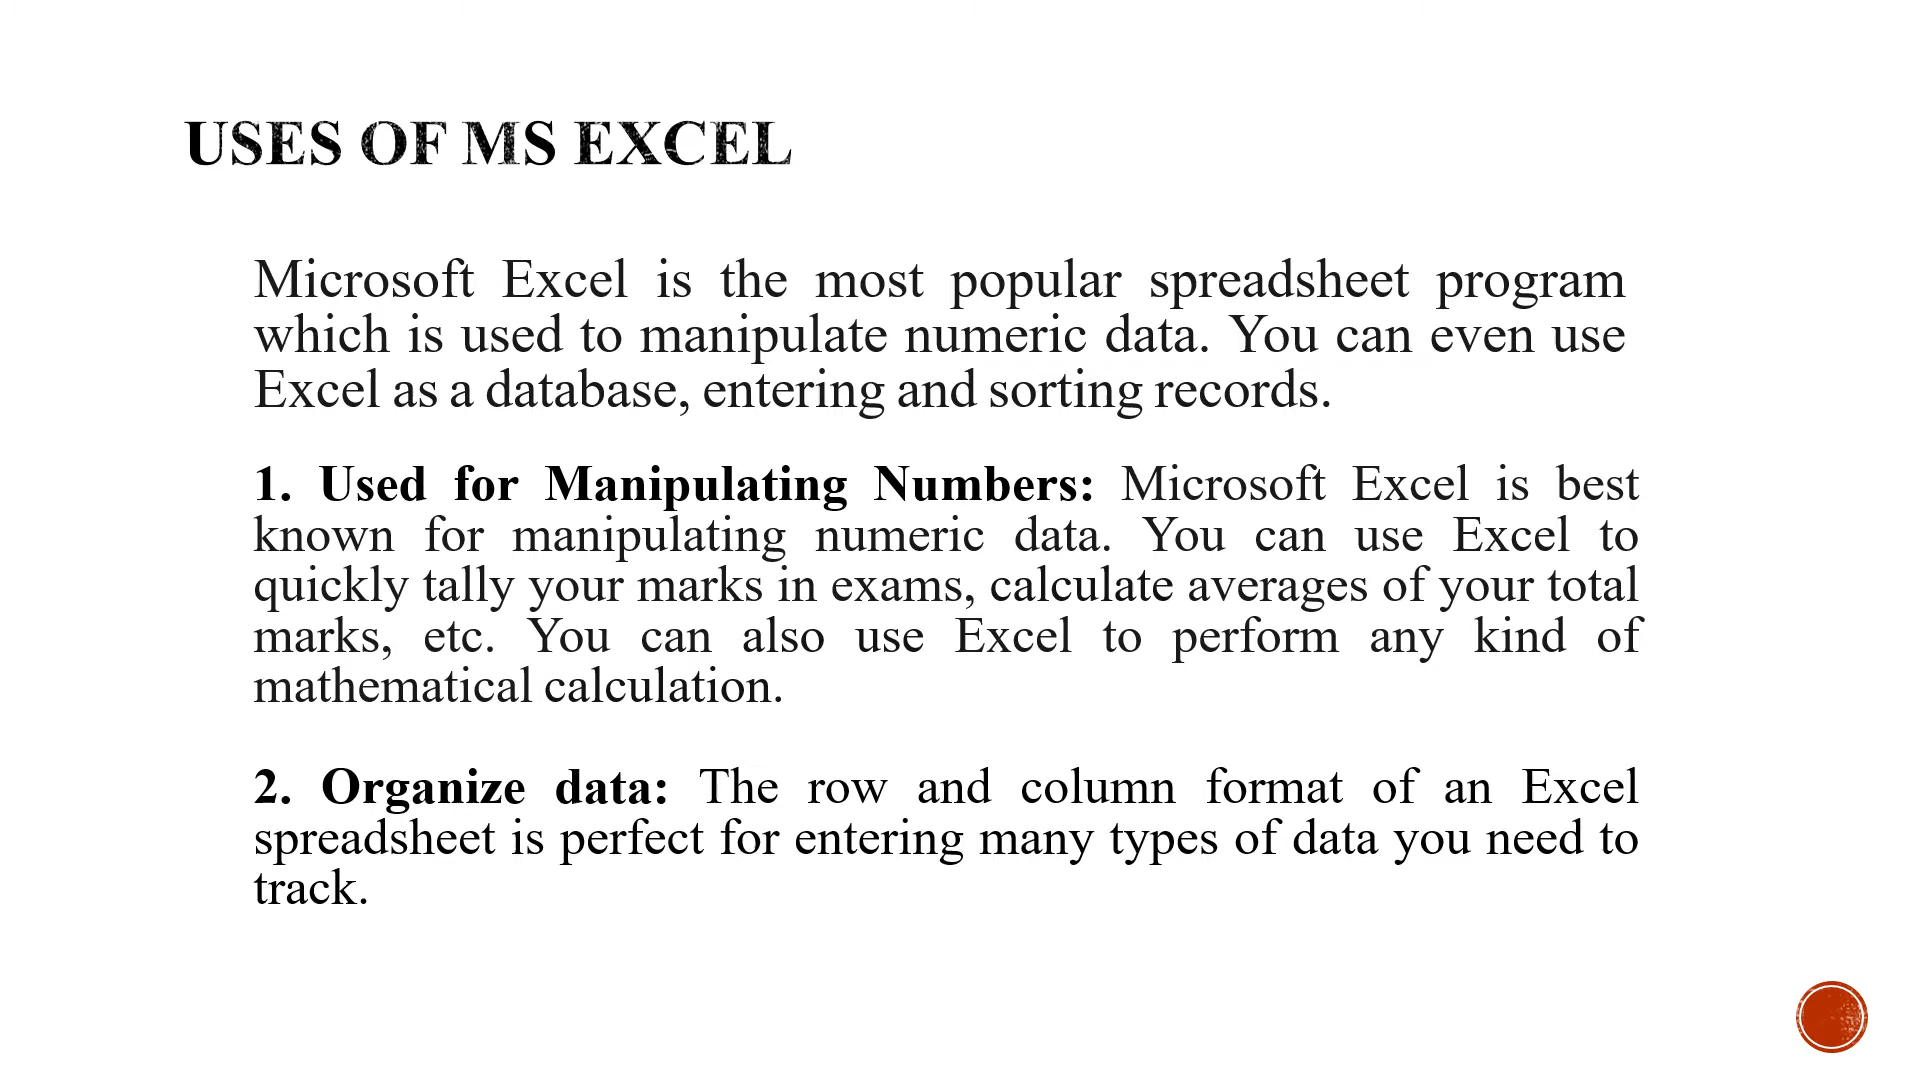 USES OF MS EXCEL
Microsoft Excel is the most popular spreadsheet program
which is used to manipulate numeric data. You can even use
Excel as a database, entering and sorting records.
1. Used for Manipulating Numbers: Microsoft Excel is best
known for manipulating numeric data. You can use Excel to
quickly tally your marks in exams, calculate averages of your total
marks, etc. You can also use Excel to perform any kind of
mathematical calculation.
2. Organize data: The row and column format of an Excel
spreadsheet is perfect for entering many types of data you need to
track.